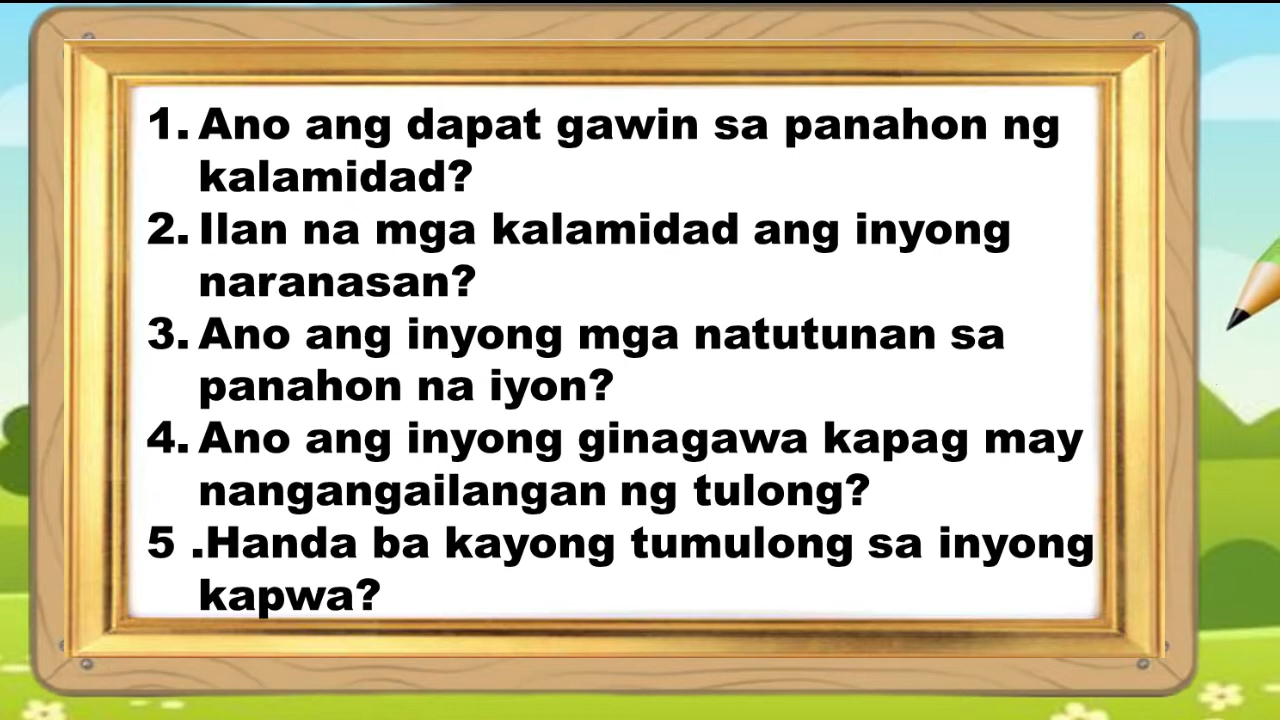 1. Ano ang dapat gawin sa panahon ng
kalamidad?
2. Ilan na mga kalamidad ang inyong
naranasan?
3. Ano ang inyong mga natutunan sa
panahon na iyon?
4. Ano ang inyong ginagawa kapag may
nangangailangan ng tulong?
5 .Handa ba kayong tumulong sa inyong
kapwa?